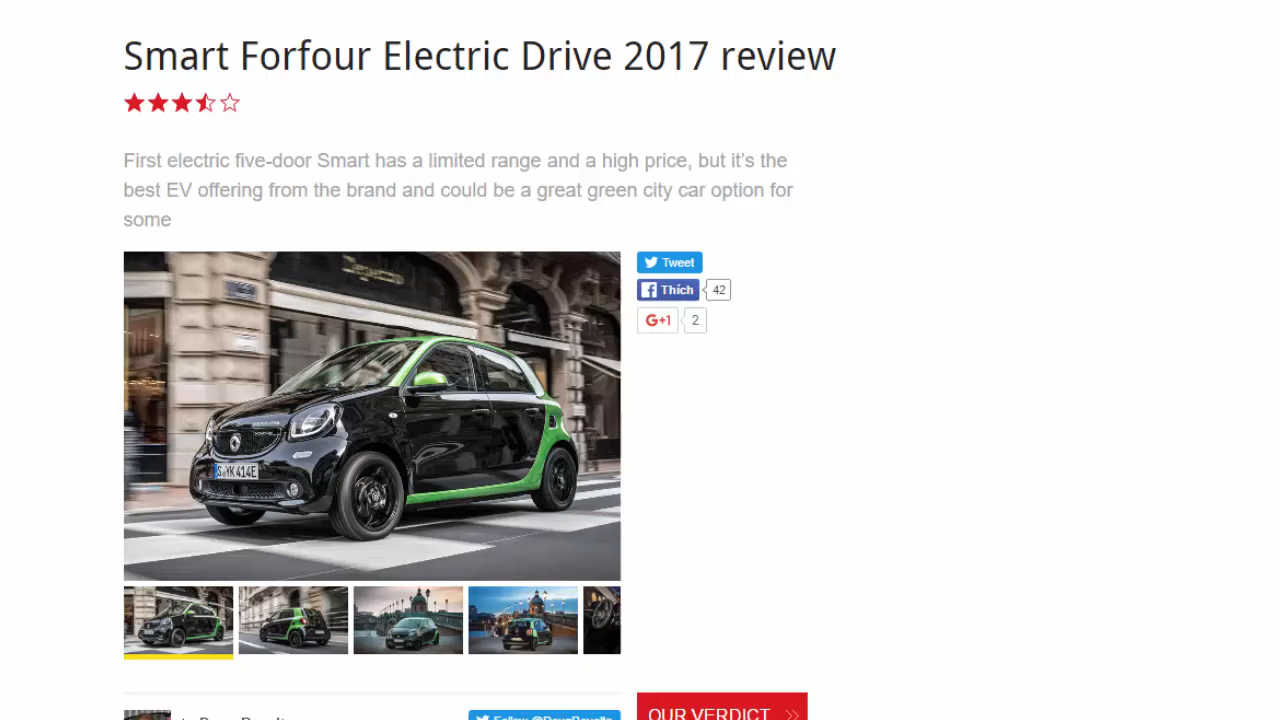 Smart Forfour Electric Drive 2017 review
First electric five-door Smart has a limited range and a high price, but it’s the
best EV offering from the brand and could be a great green city car option for
some
Tweet
Thích 42
G+1 2
S YK 414E
OUR VERDICT